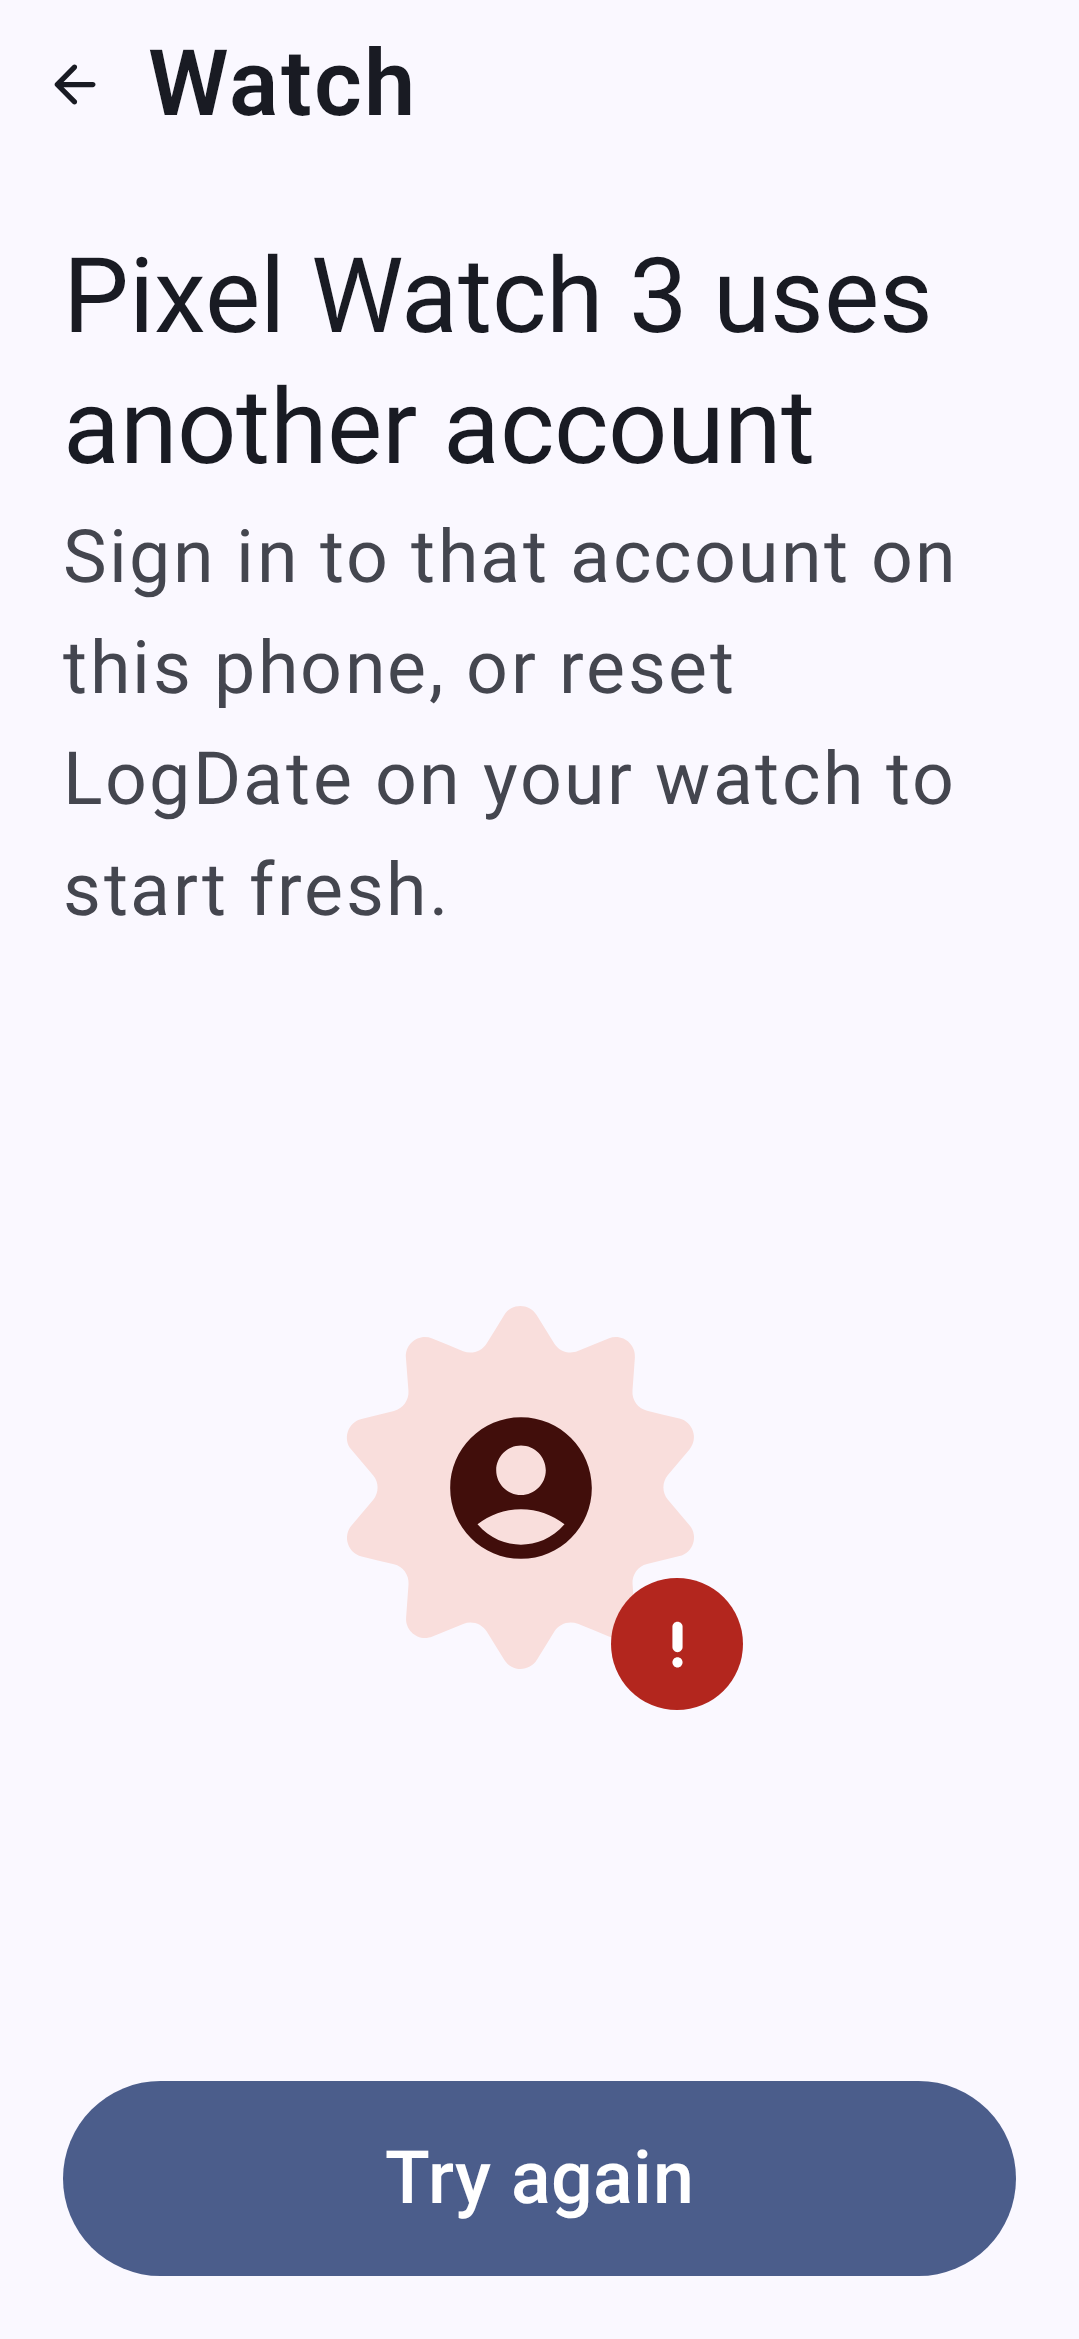 Watch
Pixel Watch 3 uses
another account
Sign in to that account on
this phone, or reset
LogDate on your watch to
start fresh.
Try again